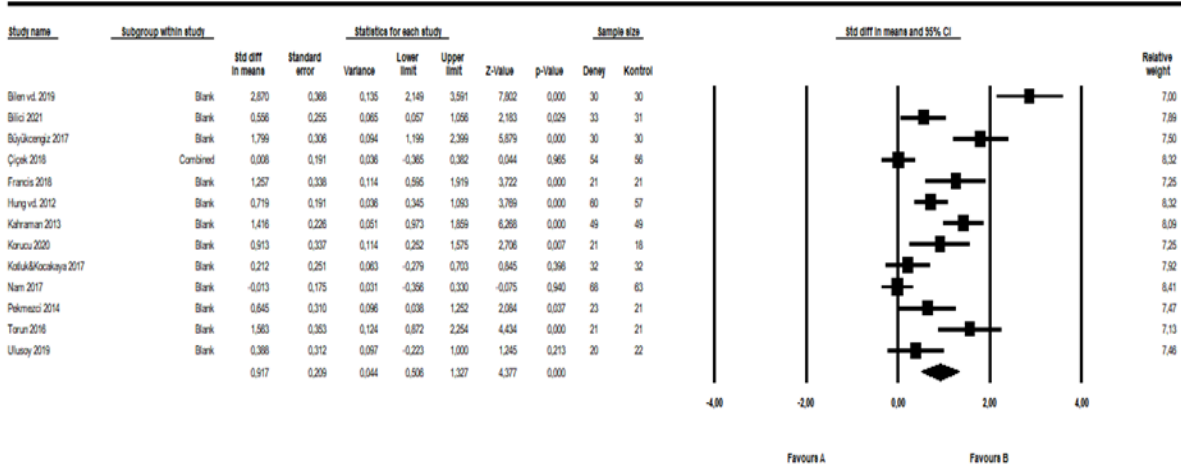 Study name Subgroup within study Statistics for each study Sample size Std diff in means and 95% CI
Std diff in means Standard error Variance Lower limit Upper limit Z-Value p-Value Deney Kontrol Relative weight
Bilen vd. 2019 Blank 2,870 0,368 0,135 2,149 3,591 7,802 0,000 30 30 7,00
Bilici 2021 Blank 0,556 0,255 0,065 0,057 1,056 2,183 0,029 33 31 7,89
Büyükcengiz 2017 Blank 1,799 0,306 0,094 1,199 2,399 5,879 0,000 30 30 7,50
Çiçek 2018 Combined 0,008 0,191 0,036 -0,365 0,382 0,044 0,965 54 56 8,32
Francis 2018 Blank 1,257 0,338 0,114 0,595 1,919 3,722 0,000 21 21 7,25
Hung vd. 2012 Blank 0,719 0,191 0,036 0,345 1,093 3,769 0,000 60 57 8,32
Kahraman 2013 Blank 1,416 0,226 0,051 0,973 1,859 6,268 0,000 49 49 8,09
Korucu 2020 Blank 0,913 0,337 0,114 0,252 1,575 2,706 0,007 21 18 7,25
Kotluk&Kocakaya 2017 Blank 0,212 0,251 0,063 -0,279 0,703 0,845 0,398 32 32 7,92
Nam 2017 Blank -0,013 0,175 0,031 -0,356 0,330 -0,075 0,940 68 63 8,41
Pekmezci 2014 Blank 0,645 0,310 0,096 0,038 1,252 2,084 0,037 23 21 7,47
Torun 2016 Blank 1,563 0,353 0,124 0,872 2,254 4,434 0,000 21 21 7,13
Ulusoy 2019 Blank 0,388 0,312 0,097 -0,223 1,000 1,245 0,213 20 22 7,46
0,917 0,209 0,044 0,506 1,327 4,377 0,000
-4,00 -2,00 0,00 2,00 4,00
Favours A Favours B